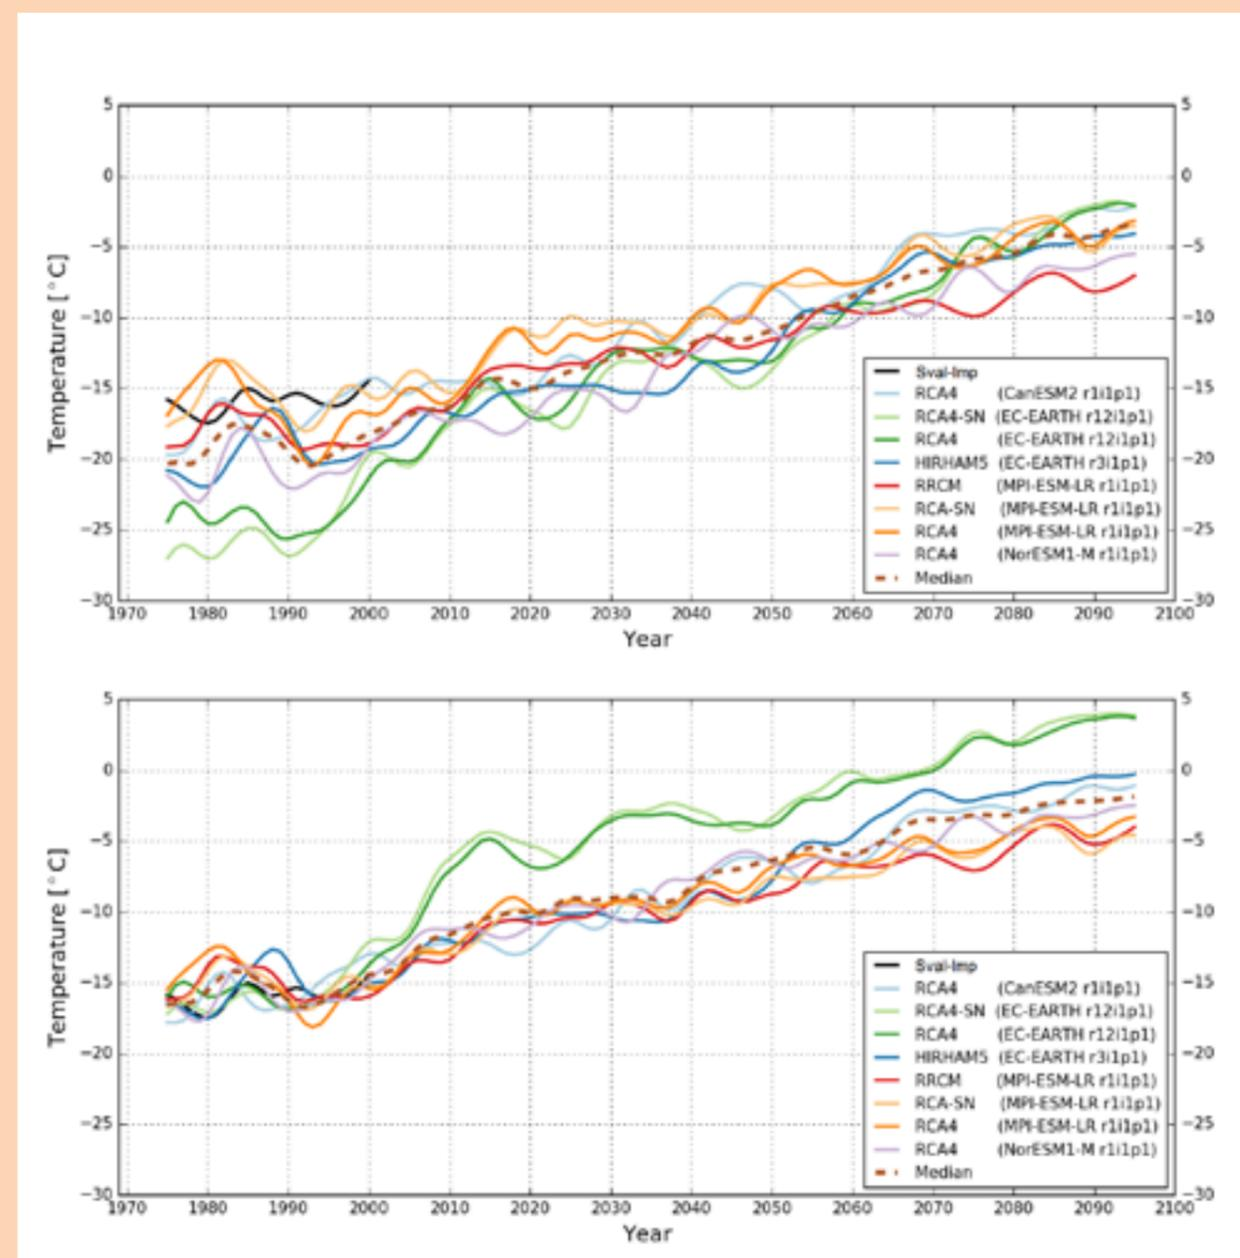 5 5
0 0
−5 −5
−10 −10
−15 −15
−20 −20
−25 −25
−30 −30
Temperature [°C]
Sval-Imp
RCA4 (CanESM2 r1i1p1)
RCA4-SN (EC-EARTH r12i1p1)
RCA4 (EC-EARTH r12i1p1)
HIRHAM5 (EC-EARTH r3i1p1)
RRCM (MPI-ESM-LR r1i1p1)
RCA-SN (MPI-ESM-LR r1i1p1)
RCA4 (MPI-ESM-LR r1i1p1)
RCA4 (NorESM1-M r1i1p1)
Median
1970 1980 1990 2000 2010 2020 2030 2040 2050 2060 2070 2080 2090 2100
Year
5 5
0 0
−5 −5
−10 −10
−15 −15
−20 −20
−25 −25
−30 −30
Temperature [°C]
Sval-Imp
RCA4 (CanESM2 r1i1p1)
RCA4-SN (EC-EARTH r12i1p1)
RCA4 (EC-EARTH r12i1p1)
HIRHAM5 (EC-EARTH r3i1p1)
RRCM (MPI-ESM-LR r1i1p1)
RCA-SN (MPI-ESM-LR r1i1p1)
RCA4 (MPI-ESM-LR r1i1p1)
RCA4 (NorESM1-M r1i1p1)
Median
1970 1980 1990 2000 2010 2020 2030 2040 2050 2060 2070 2080 2090 2100
Year